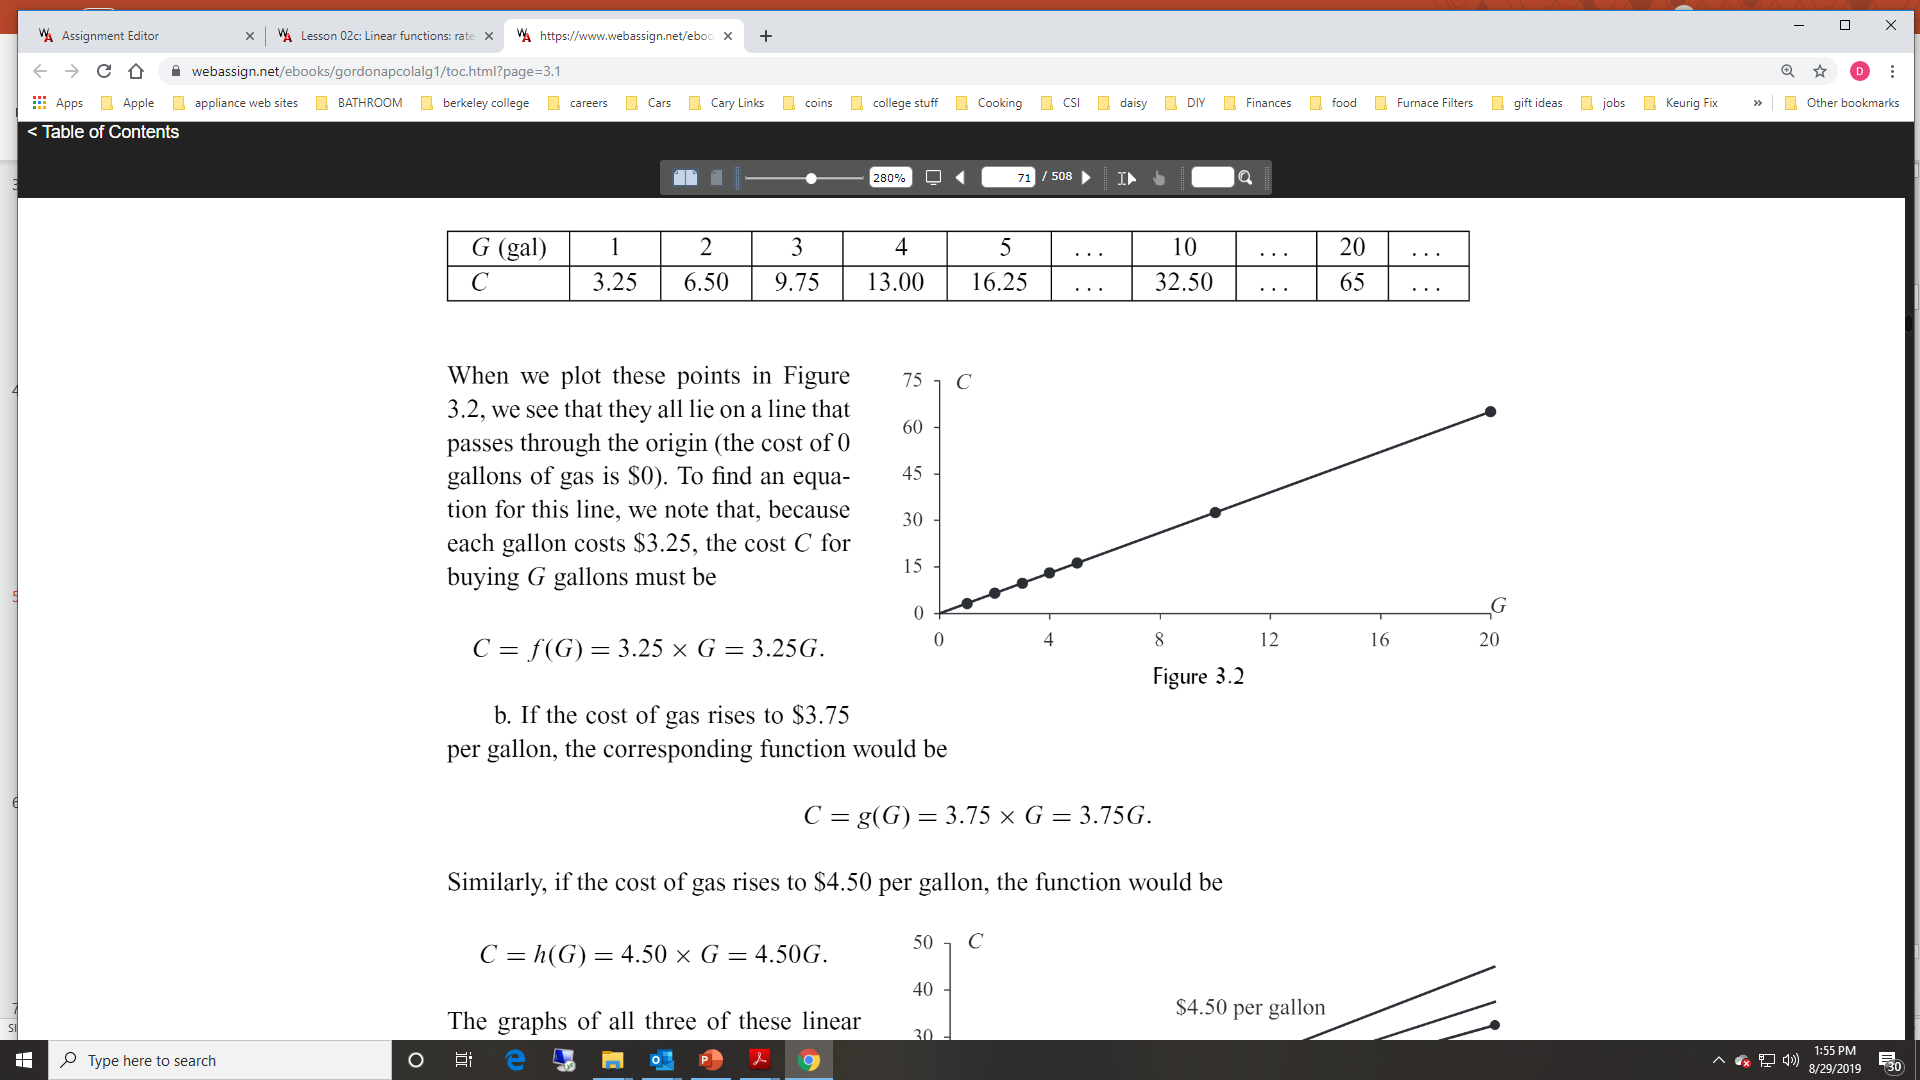 Assignment Editor
Lesson 02c: Linear functions: rate
https://www.webassign.net/eboo
webassign.net/ebooks/gordonapcolalg1/toc.html?page=3.1
D
Apps Apple appliance web sites BATHROOM berkeley college careers Cars Cary Links coins college stuff Cooking CSI daisy DIY Finances food Furnace Filters gift ideas jobs Keurig Fix » Other bookmarks
< Table of Contents
280% 71 / 508
G (gal) 1 2 3 4 5 ... 10 ... 20 ...
C 3.25 6.50 9.75 13.00 16.25 ... 32.50 ... 65 ...
When we plot these points in Figure
3.2, we see that they all lie on a line that
passes through the origin (the cost of 0
gallons of gas is $0). To find an equa-
tion for this line, we note that, because
each gallon costs $3.25, the cost C for
buying G gallons must be
C = f(G) = 3.25 × G = 3.25G.
75 C
60
45
30
15
0
G
0 4 8 12 16 20
Figure 3.2
b. If the cost of gas rises to $3.75
per gallon, the corresponding function would be
C = g(G) = 3.75 × G = 3.75G.
Similarly, if the cost of gas rises to $4.50 per gallon, the function would be
C = h(G) = 4.50 × G = 4.50G.
The graphs of all three of these linear
50 C
40
30
$4.50 per gallon
Type here to search
1:55 PM
8/29/2019
30